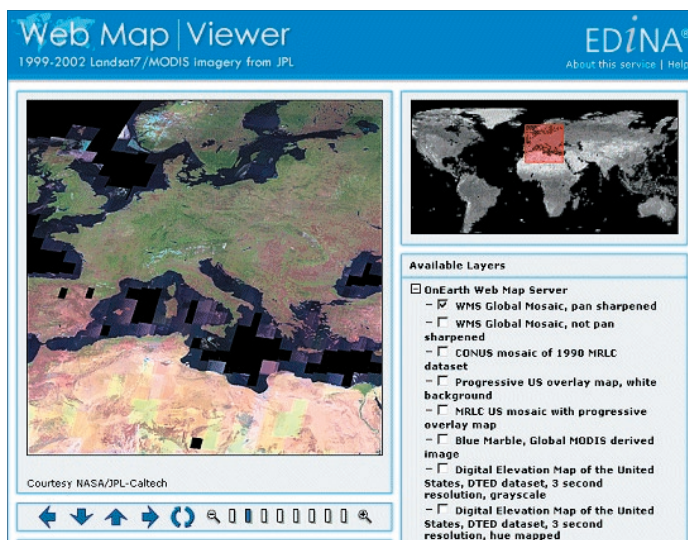 Web Map|Viewer
1999-2002 Landsat7/MODIS imagery from JPL
EDINA®
About this service | Help
Courtesy NASA/JPL-Caltech
Available Layers
OnEarth Web Map Server
- WMS Global Mosaic, pan sharpened
- WMS Global Mosaic, not pan
sharpened
- CONUS mosaic of 1990 MRLC
dataset
- Progressive US overlay map, white
background
- MRLC US mosaic with progressive
overlay map
- Blue Marble, Global MODIS derived
image
- Digital Elevation Map of the United
States, DTED dataset, 3 second
resolution, grayscale
- Digital Elevation Map of the United
States, DTED dataset, 3 second
resolution, hue mapped